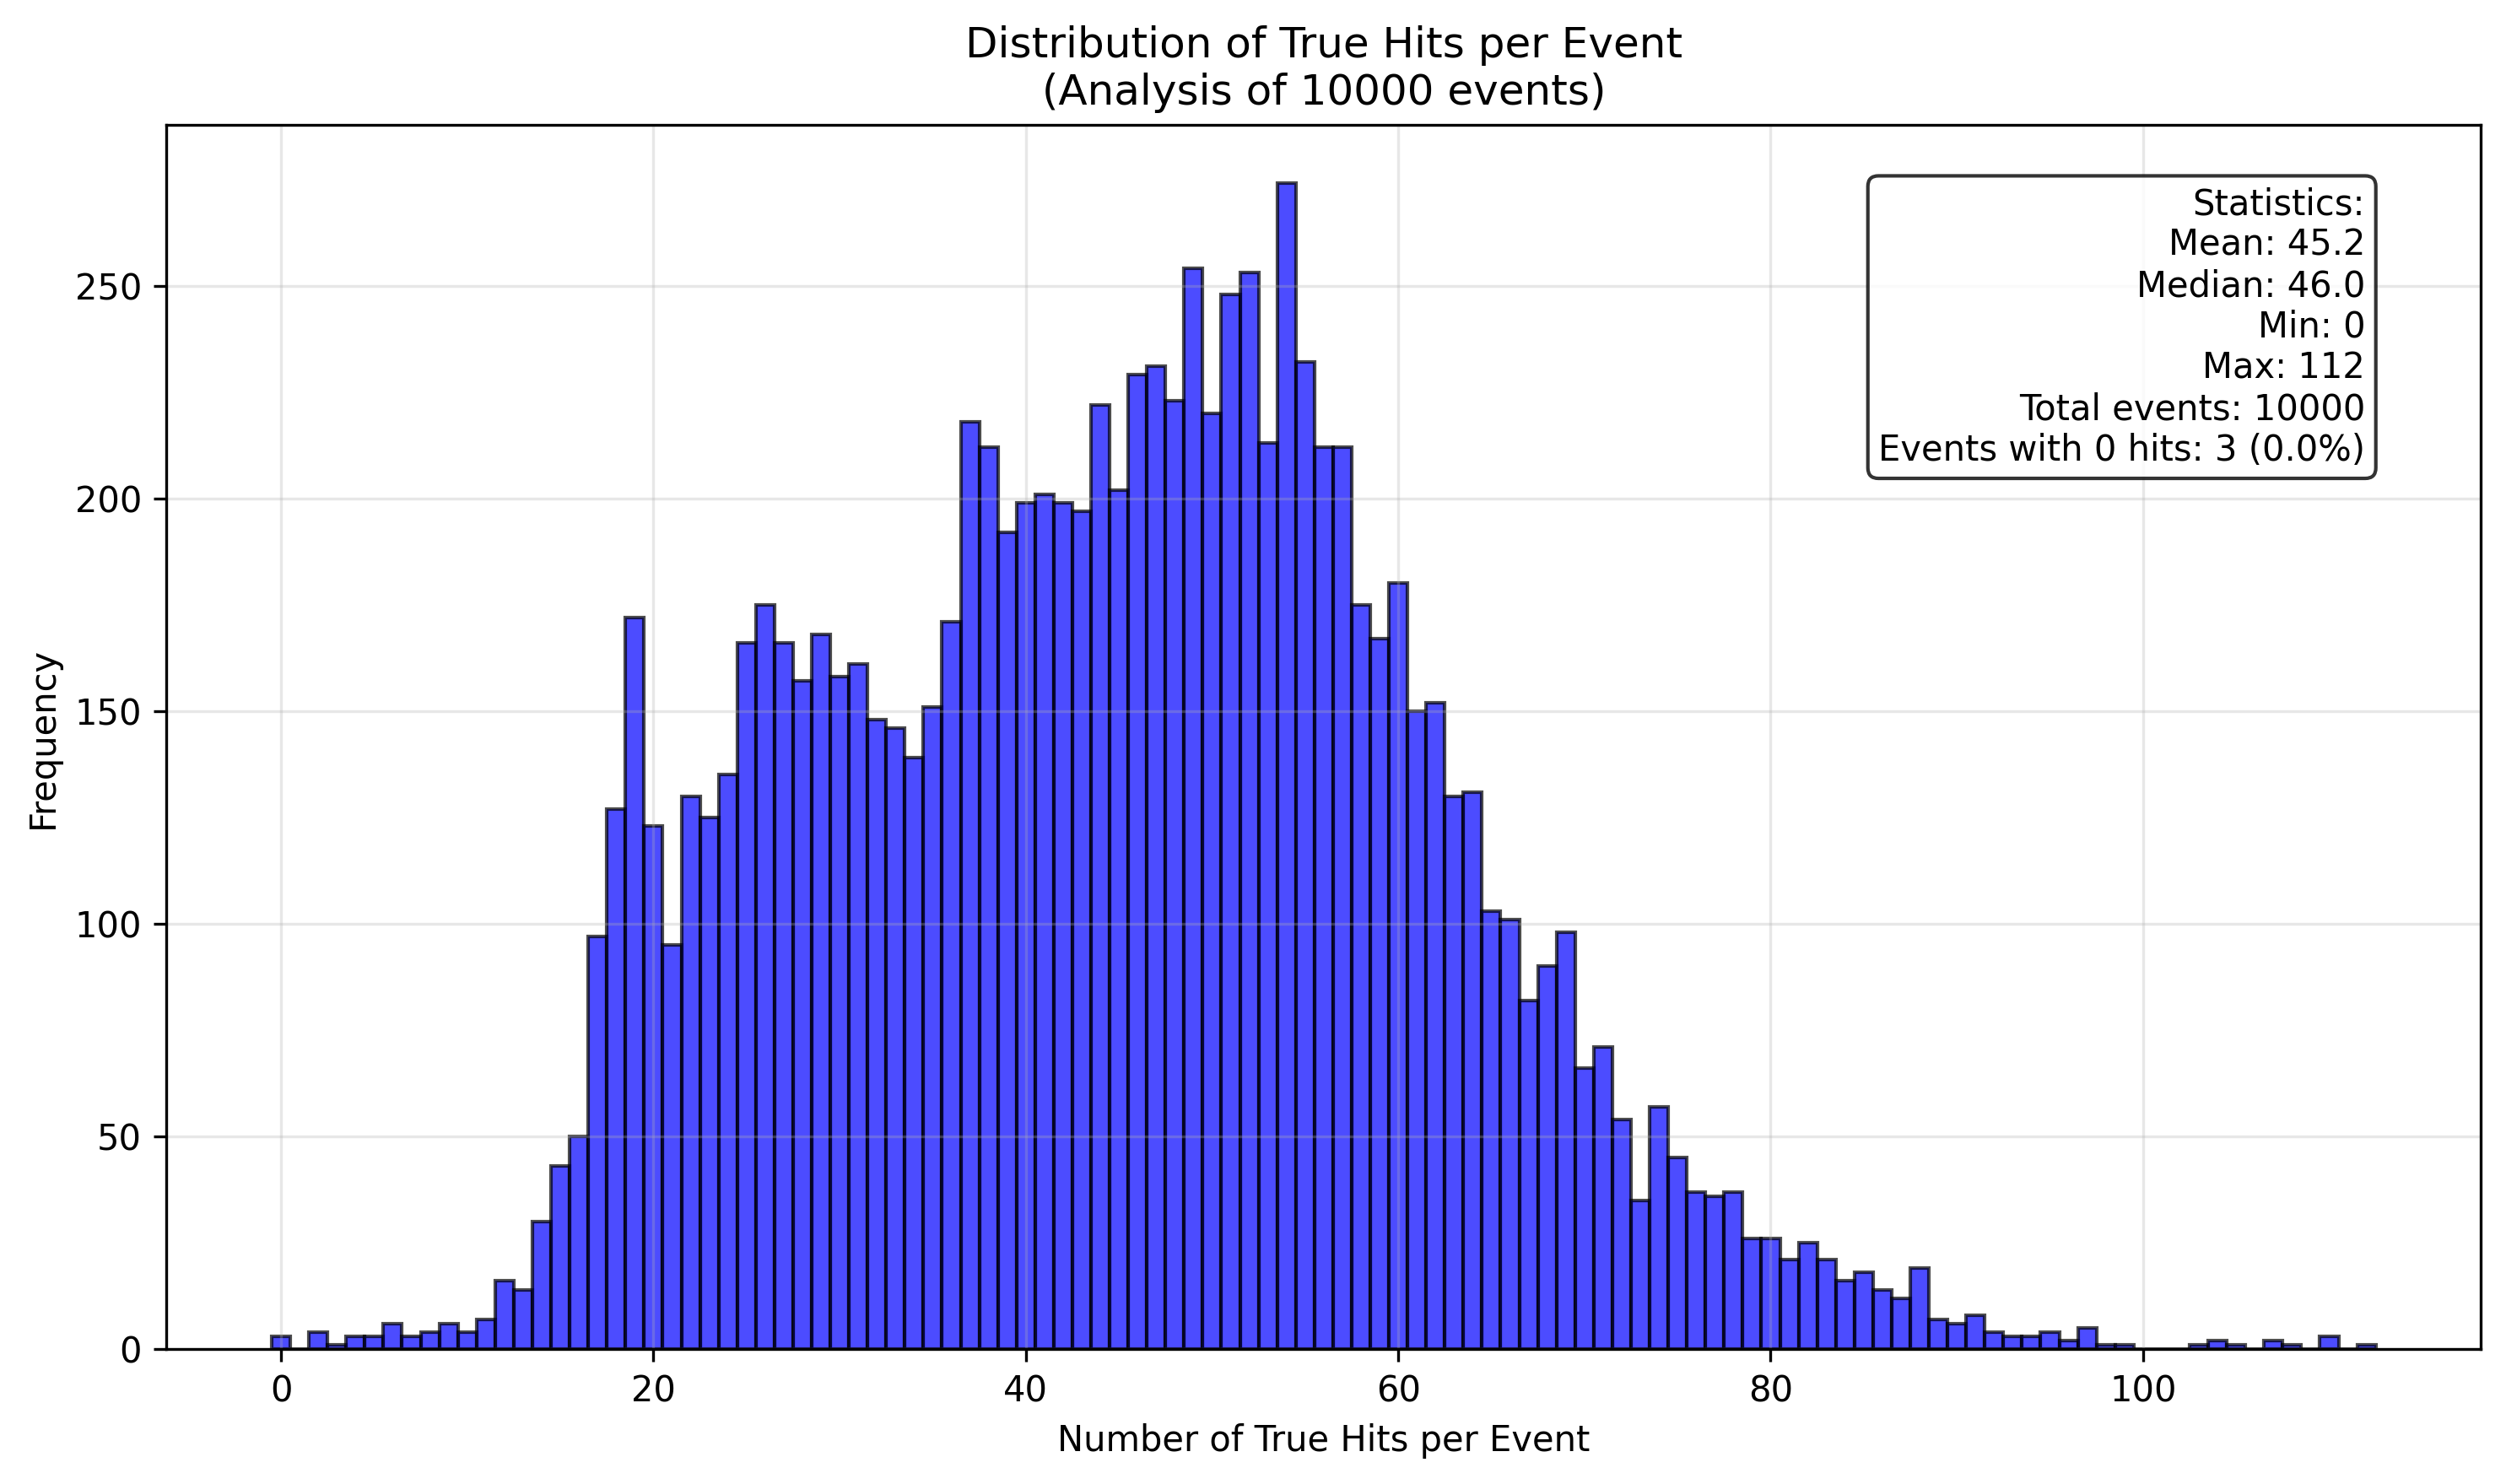 Distribution of True Hits per Event
(Analysis of 10000 events)
Statistics:
Mean: 45.2
Median: 46.0
Min: 0
Max: 112
Total events: 10000
Events with 0 hits: 3 (0.0%)
Frequency
250
200
150
100
50
0
0 20 40 60 80 100
Number of True Hits per Event